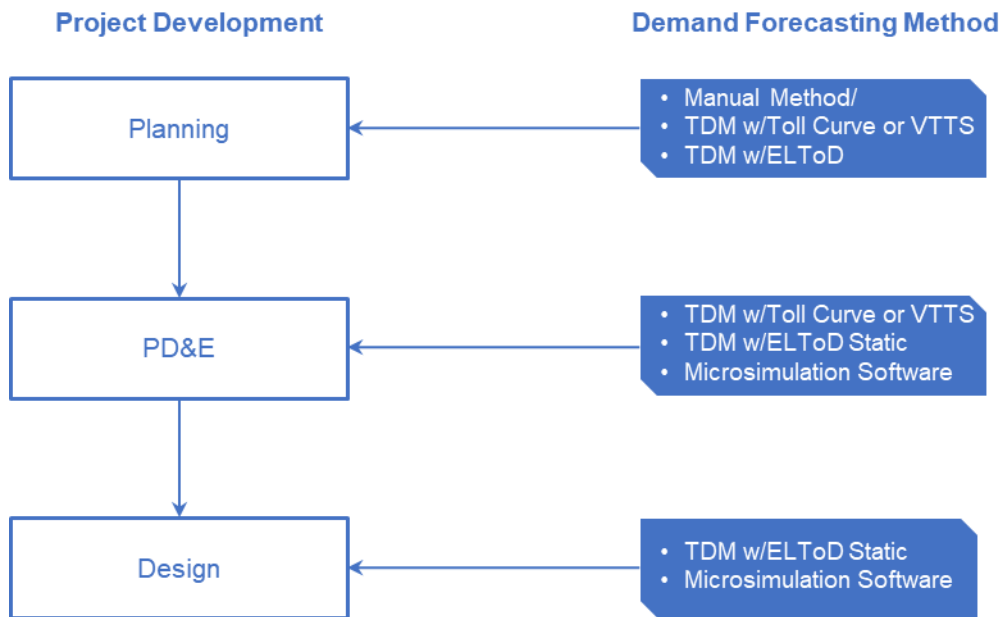 Project Development
Demand Forecasting Method
Planning
• Manual Method/
• TDM w/Toll Curve or VTTS
• TDM w/ELToD
PD&E
• TDM w/Toll Curve or VTTS
• TDM w/ELToD Static
• Microsimulation Software
Design
• TDM w/ELToD Static
• Microsimulation Software